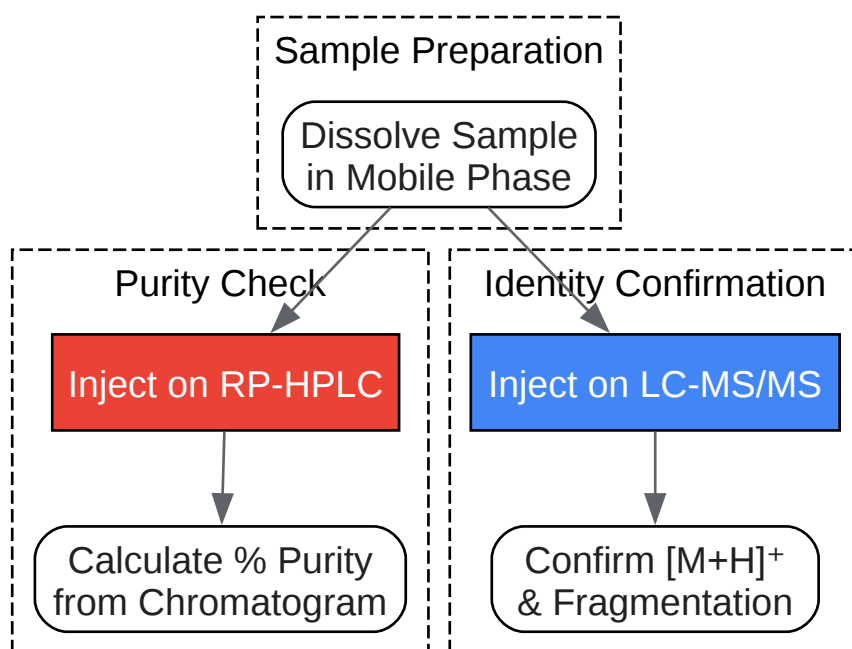 Sample Preparation
Dissolve Sample
in Mobile Phase
Purity Check
Inject on RP-HPLC
Calculate % Purity
from Chromatogram
Identity Confirmation
Inject on LC-MS/MS
Confirm [M+H]⁺
& Fragmentation